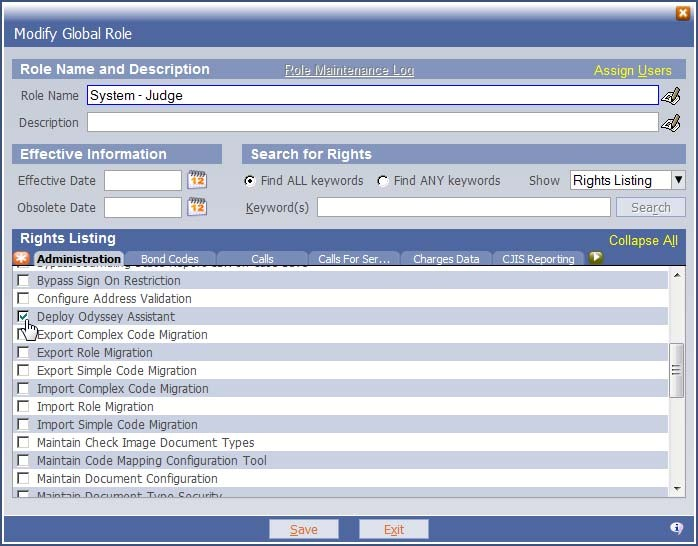 Modify Global Role
Role Name and Description Role Maintenance Log Assign Users
Role Name System - Judge
Description
Effective Information Search for Rights
Effective Date 12 Find ALL keywords Find ANY keywords Show Rights Listing
Obsolete Date 12 Keyword(s) Search
Rights Listing Collapse All
Administration Bond Codes Calls Calls For Ser... Charges Data CJIS Reporting
Bypass Sign On Restriction
Configure Address Validation
Deploy Odyssey Assistant
Export Complex Code Migration
Export Role Migration
Export Simple Code Migration
Import Complex Code Migration
Import Role Migration
Import Simple Code Migration
Maintain Check Image Document Types
Maintain Code Mapping Configuration Tool
Maintain Document Configuration
Maintain Document Type Security
Save Exit